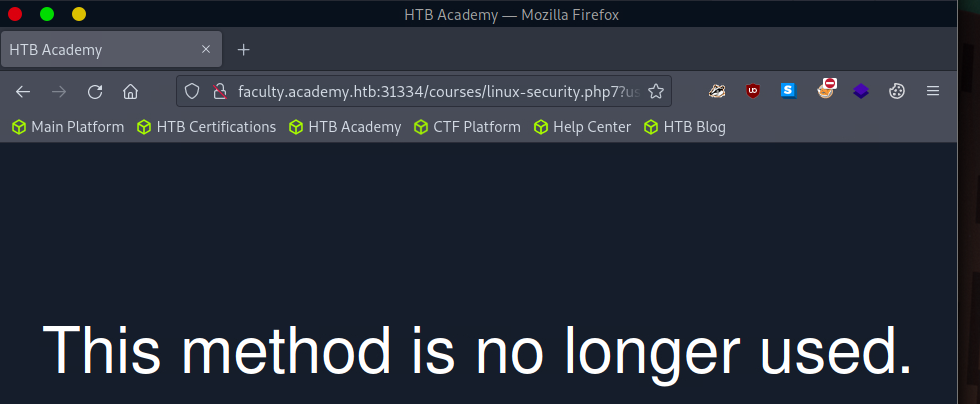 HTB Academy — Mozilla Firefox
HTB Academy
faculty.academy.htb:31334/courses/linux-security.php7?us
Main Platform HTB Certifications HTB Academy CTF Platform Help Center HTB Blog
This method is no longer used.